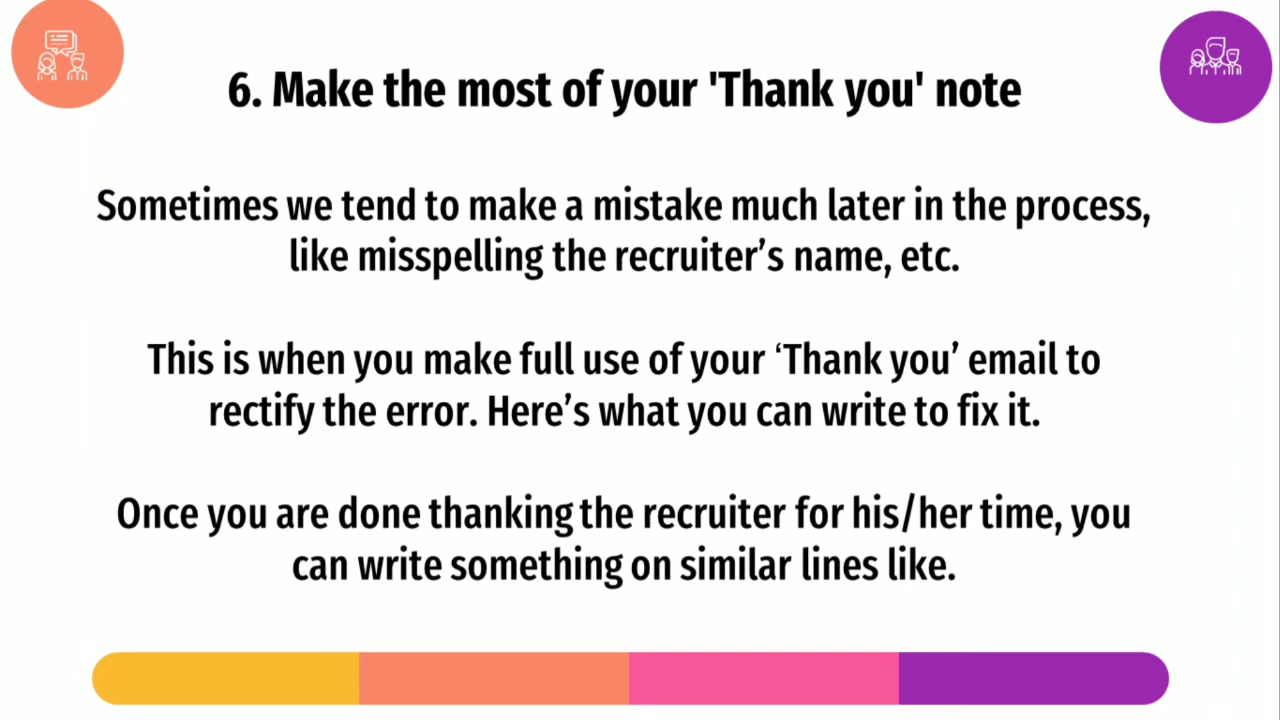 6. Make the most of your 'Thank you' note
Sometimes we tend to make a mistake much later in the process,
like misspelling the recruiter’s name, etc.
This is when you make full use of your ‘Thank you’ email to
rectify the error. Here’s what you can write to fix it.
Once you are done thanking the recruiter for his/her time, you
can write something on similar lines like.